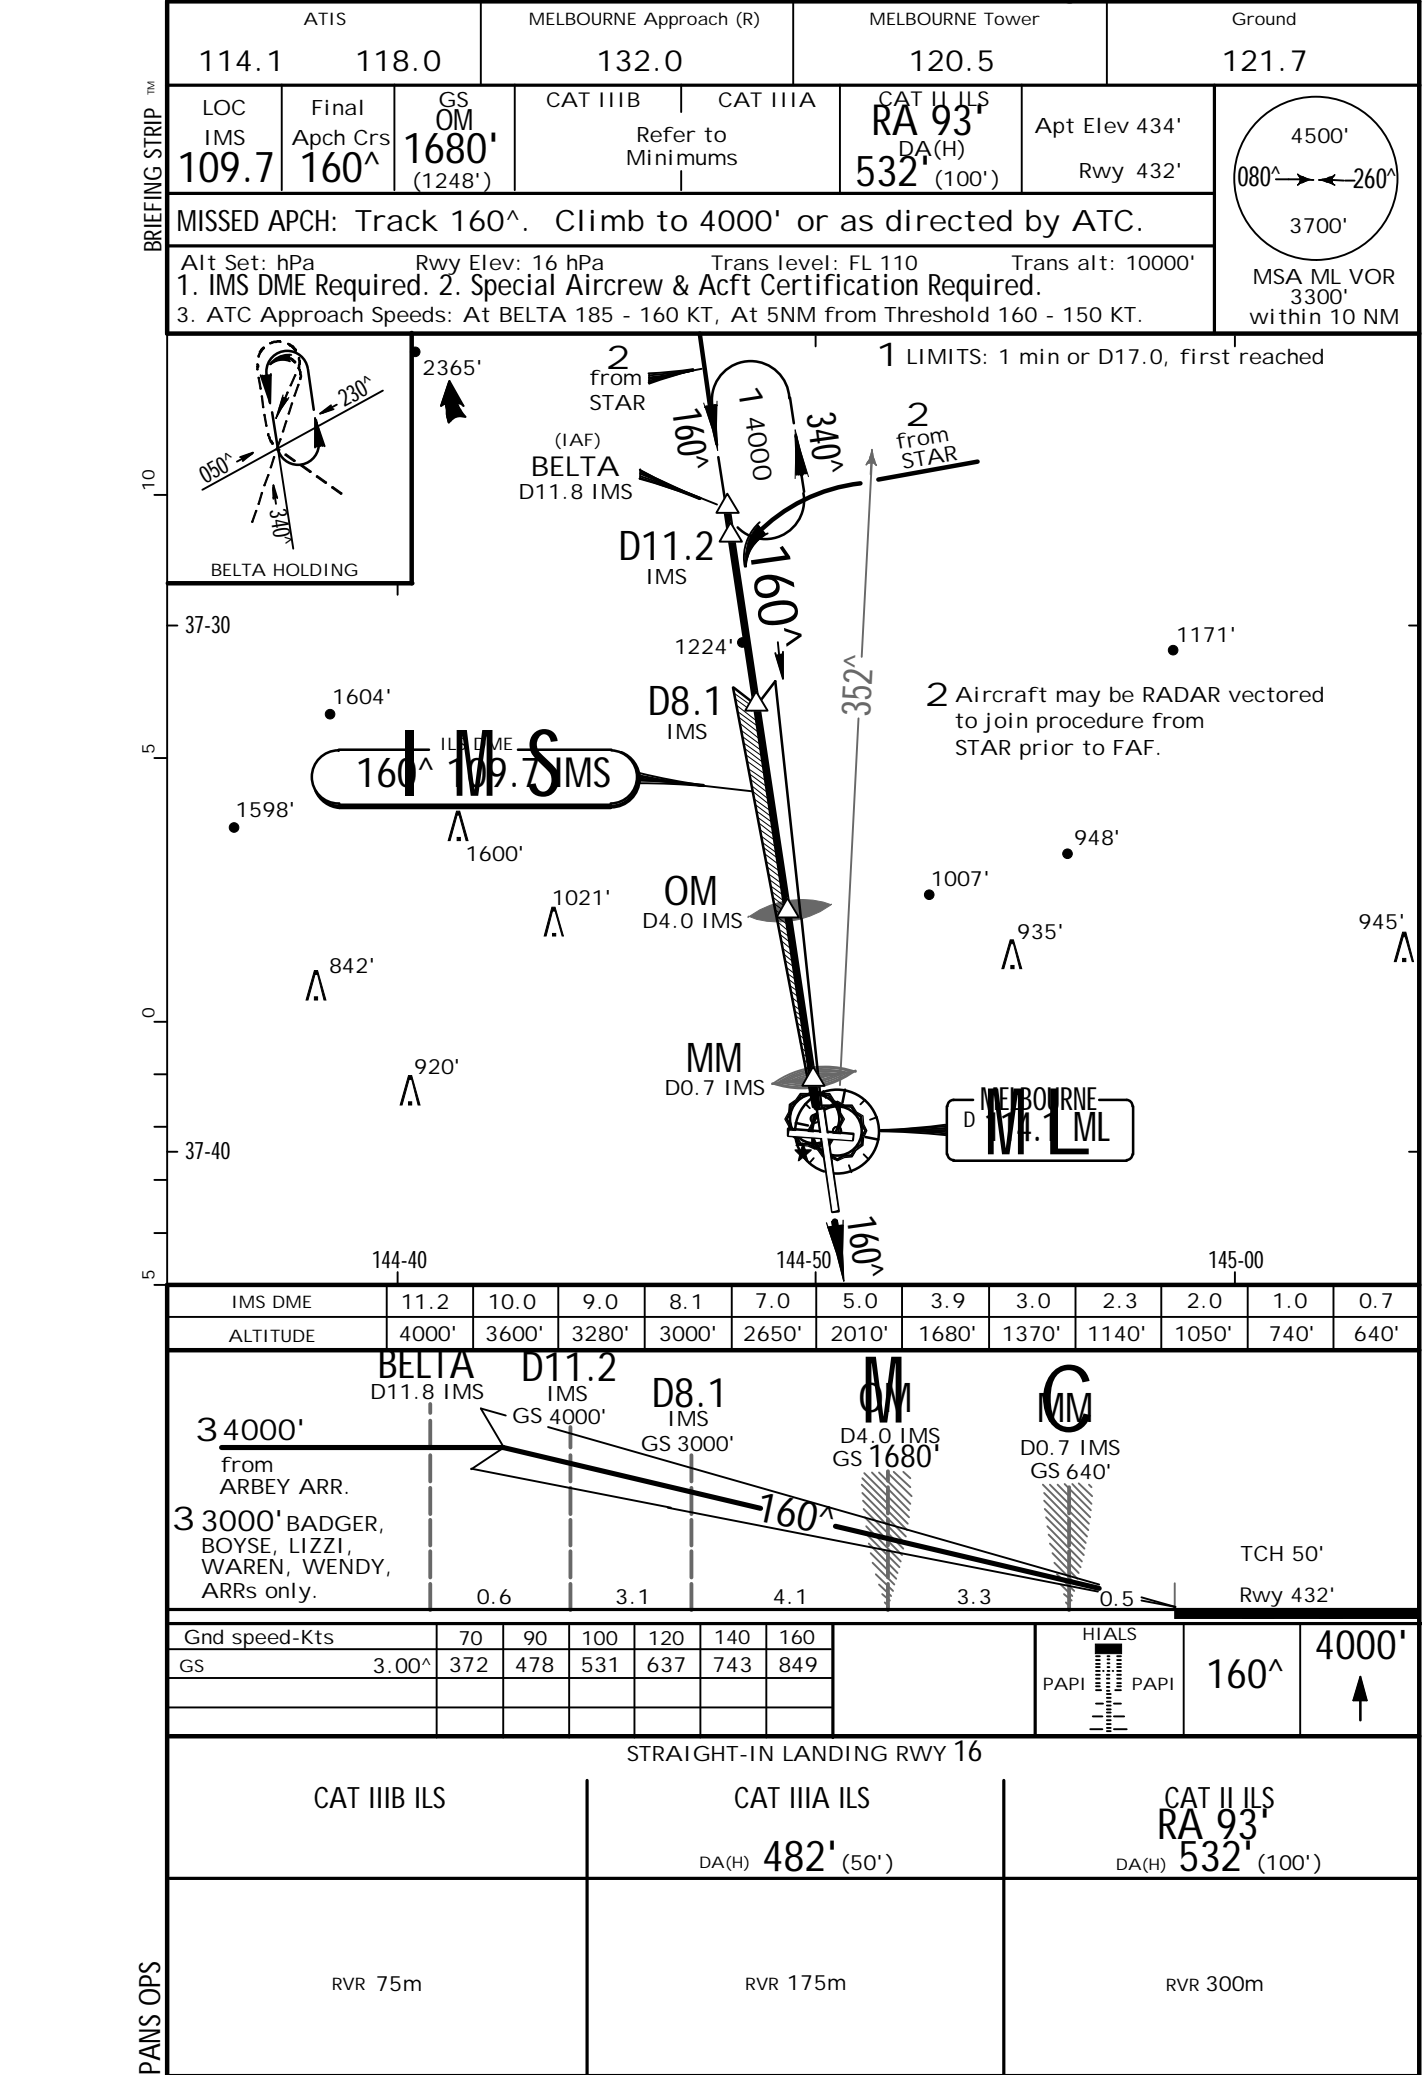 ATIS
114.1 118.0
MELBOURNE Approach (R)
132.0
MELBOURNE Tower
120.5
Ground
121.7
BRIEFING STRIP ™
LOC
IMS
109.7
Final
Apch Crs
160^
GS
OM
1680'
(1248')
CAT IIIB CAT IIIA
Refer to
Minimums
CAT II ILS
RA 93'
DA(H)
532' (100')
Apt Elev 434'
Rwy 432'
4500'
080^ 260^
3700'
MSA ML VOR
3300'
within 10 NM
MISSED APCH: Track 160^. Climb to 4000' or as directed by ATC.
Alt Set: hPa Rwy Elev: 16 hPa Trans level: FL 110 Trans alt: 10000'
1. IMS DME Required. 2. Special Aircrew & Acft Certification Required.
3. ATC Approach Speeds: At BELTA 185 - 160 KT, At 5NM from Threshold 160 - 150 KT.
230^
050^
340^
BELTA HOLDING
2365'
2
from
STAR
1 LIMITS: 1 min or D17.0, first reached
160^
1 4000
340^
2
from
STAR
(IAF)
BELTA
D11.8 IMS
D11.2
IMS
160^
10
37-30
1224'
1171'
352^
1604'
D8.1
IMS
2 Aircraft may be RADAR vectored
to join procedure from
STAR prior to FAF.
5
ILS DME
160^ 109.7 IMS
I M S
1598'
1600'
948'
1007'
1021'
OM
D4.0 IMS
935'
945'
842'
0
920'
MM
D0.7 IMS
MELBOURNE
D 114.1 ML
M L
37-40
160^
5
144-40 144-50 145-00
IMS DME 11.2 10.0 9.0 8.1 7.0 5.0 3.9 3.0 2.3 2.0 1.0 0.7
ALTITUDE 4000' 3600' 3280' 3000' 2650' 2010' 1680' 1370' 1140' 1050' 740' 640'
BELTA
D11.8 IMS
D11.2
IMS
GS 4000'
D8.1
IMS
GS 3000'
M
OM
D4.0 IMS
GS 1680'
C
MM
D0.7 IMS
GS 640'
3 4000'
from
ARBEY ARR.
3 3000' BADGER,
BOYSE, LIZZI,
WAREN, WENDY,
ARRs only.
160^
TCH 50'
Rwy 432'
0.6 3.1 4.1 3.3 0.5
Gnd speed-Kts 70 90 100 120 140 160
GS 3.00^ 372 478 531 637 743 849
HIALS
PAPI PAPI
160^
4000'
STRAIGHT-IN LANDING RWY 16
CAT IIIB ILS
CAT IIIA ILS
DA(H) 482' (50')
CAT II ILS
RA 93'
DA(H) 532' (100')
RVR 75m
RVR 175m
RVR 300m
PANS OPS